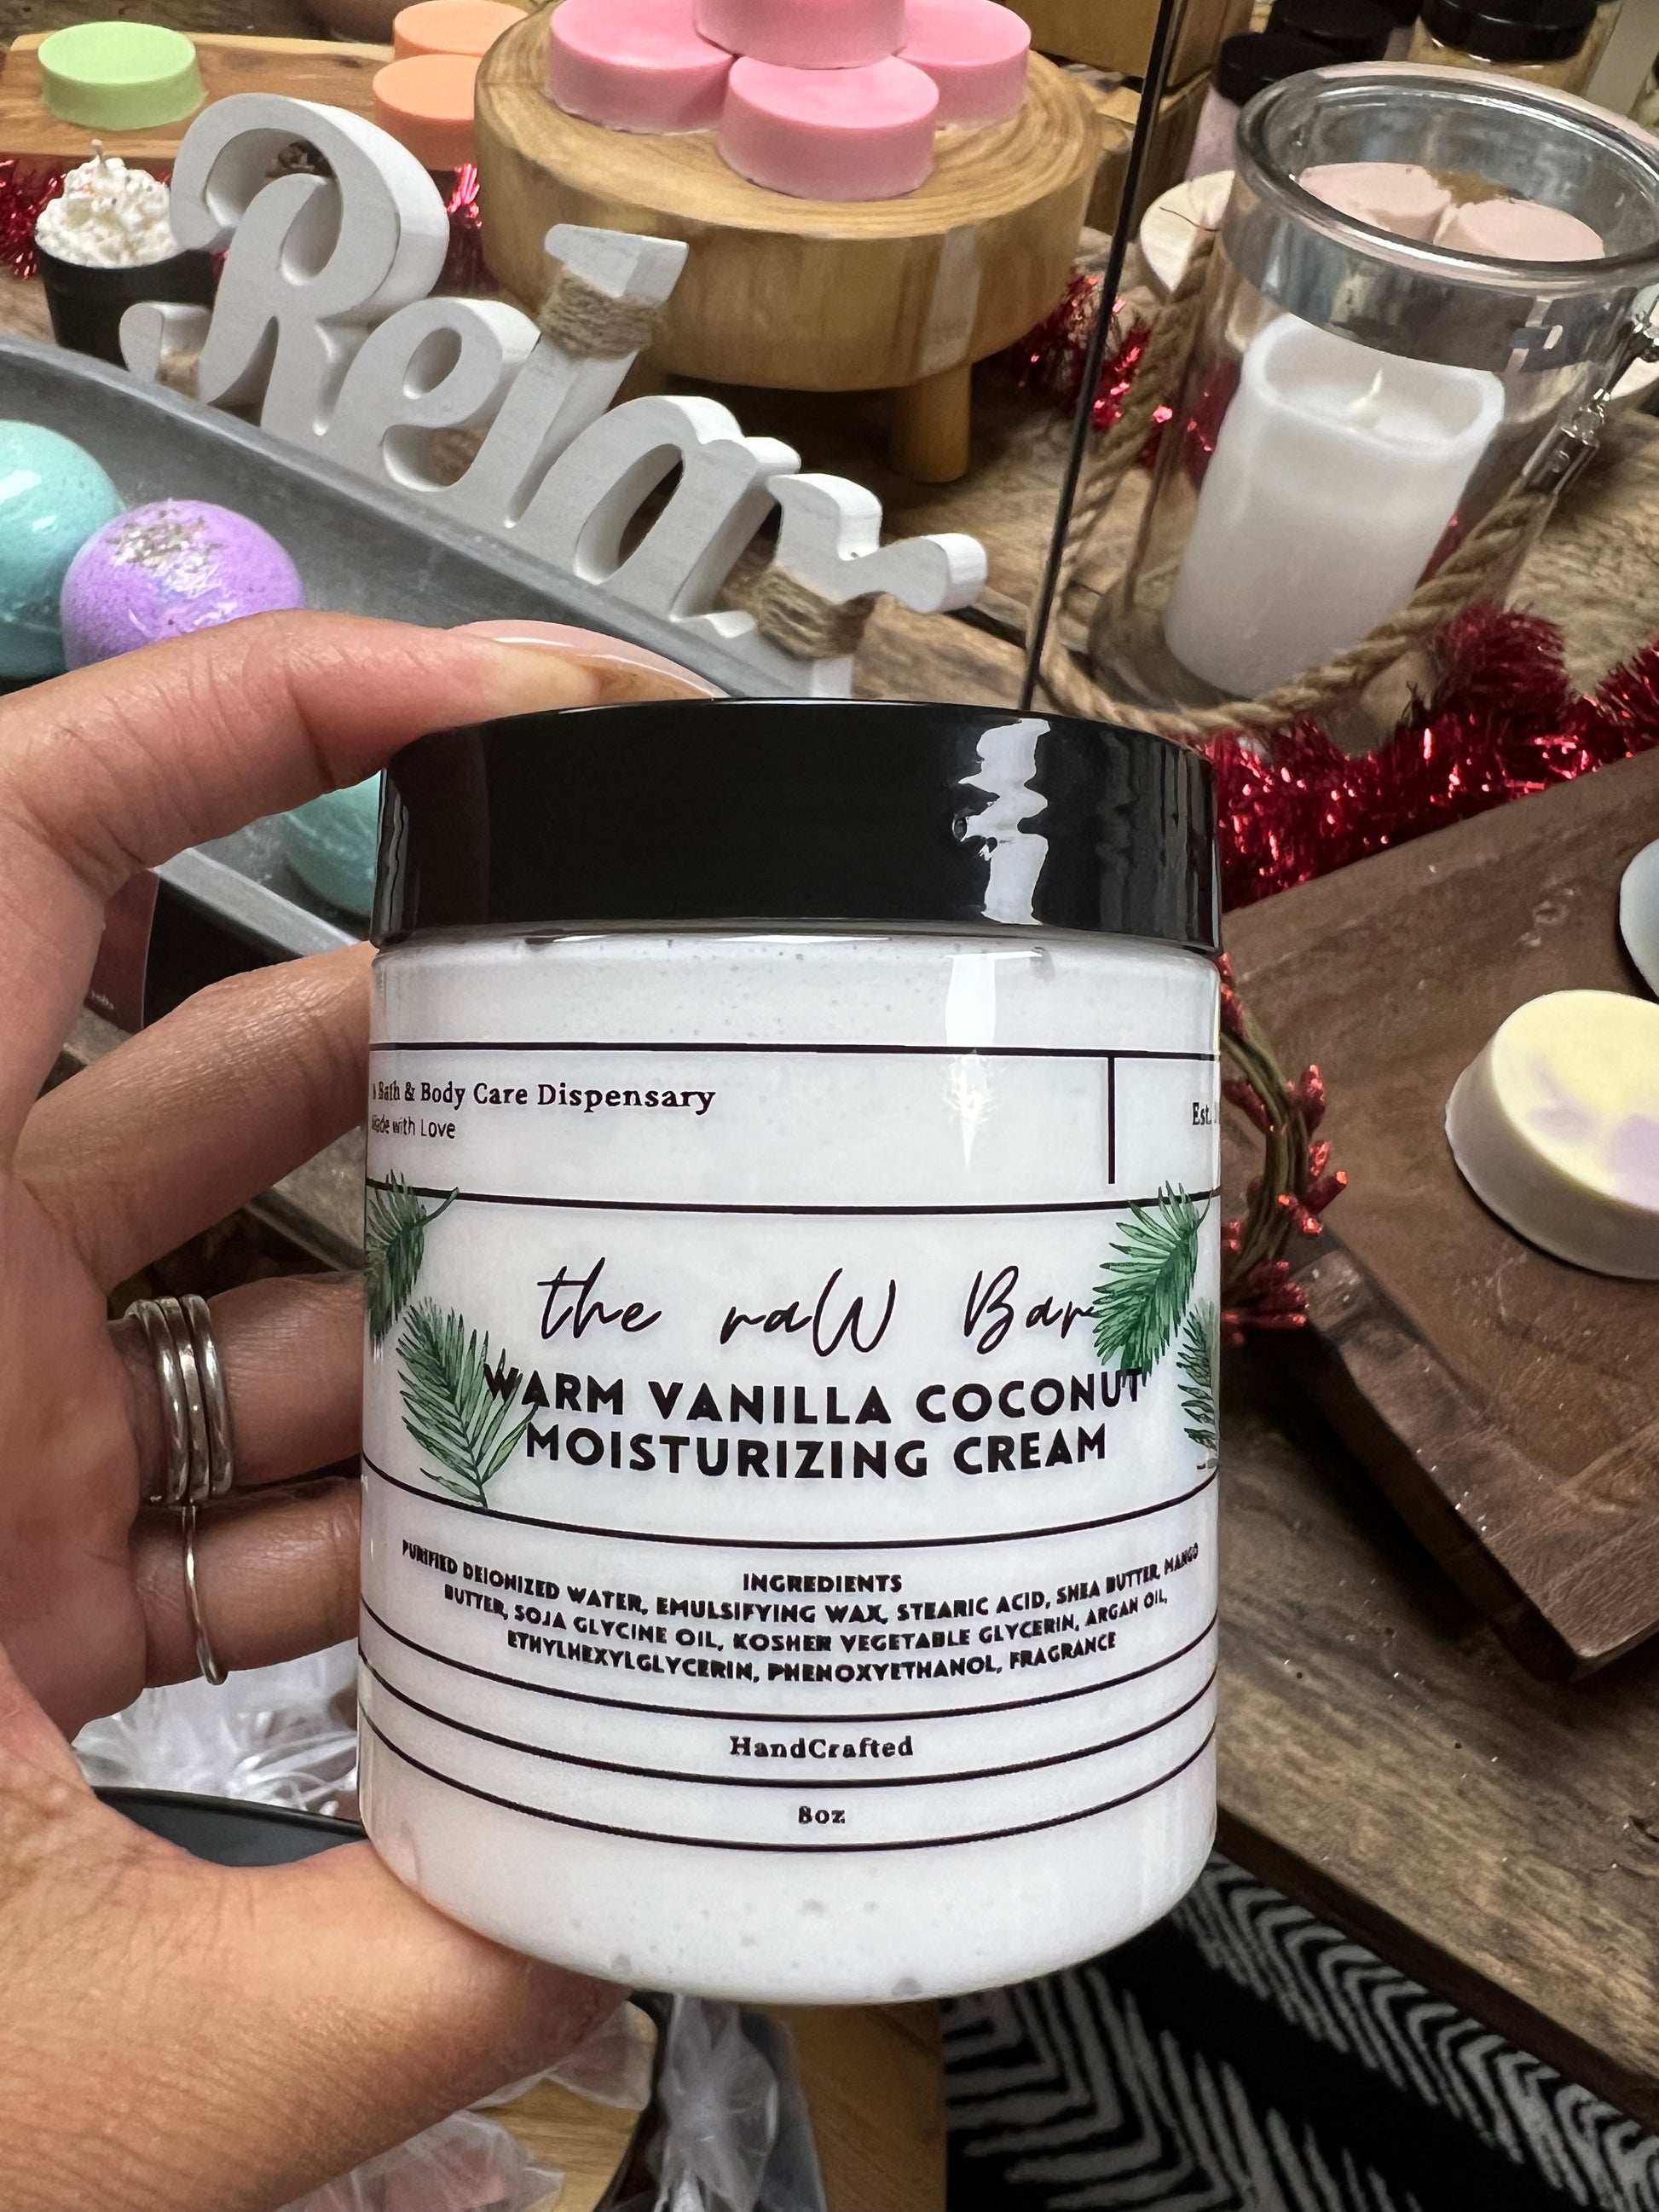 Relax
Bath & Body Care Dispensary
Made with Love
Est.
the raW Bar
WARM VANILLA COCONUT
MOISTURIZING CREAM
INGREDIENTS
PURIFIED DEIONIZED WATER, EMULSIFYING WAX, STEARIC ACID, SHEA BUTTER, MANGO
BUTTER, SOJA GLYCINE OIL, KOSHER VEGETABLE GLYCERIN, ARGAN OIL,
ETHYLHEXYLGLYCERIN, PHENOXYETHANOL, FRAGRANCE
HandCrafted
8oz